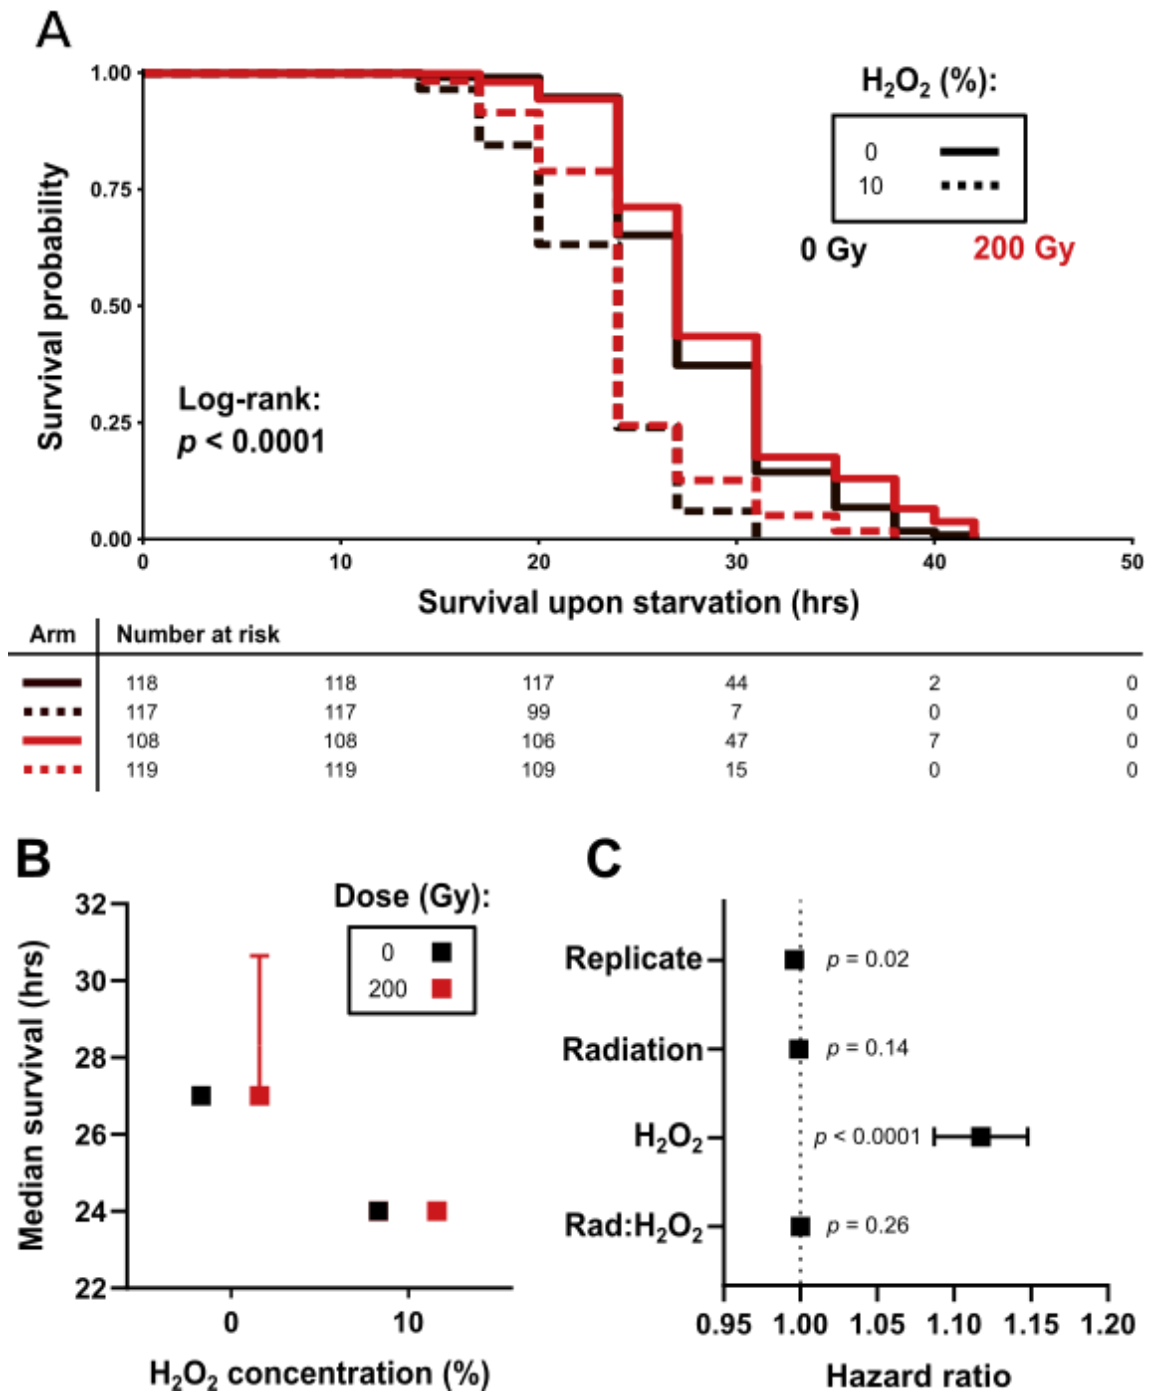 A
1.00
0.75
0.50
0.25
0.00
Survival probability
H₂O₂ (%):
0
10
0 Gy 200 Gy
Log-rank:
p < 0.0001
0 10 20 30 40 50
Survival upon starvation (hrs)
Arm Number at risk
118 118 117 44 2 0
117 117 99 7 0 0
108 108 106 47 7 0
119 119 109 15 0 0
B
32
30
28
26
24
22
Median survival (hrs)
Dose (Gy):
0
200
0 10
H₂O₂ concentration (%)
C
Replicate p = 0.02
Radiation p = 0.14
H₂O₂ p < 0.0001
Rad:H₂O₂ p = 0.26
0.95 1.00 1.05 1.10 1.15 1.20
Hazard ratio